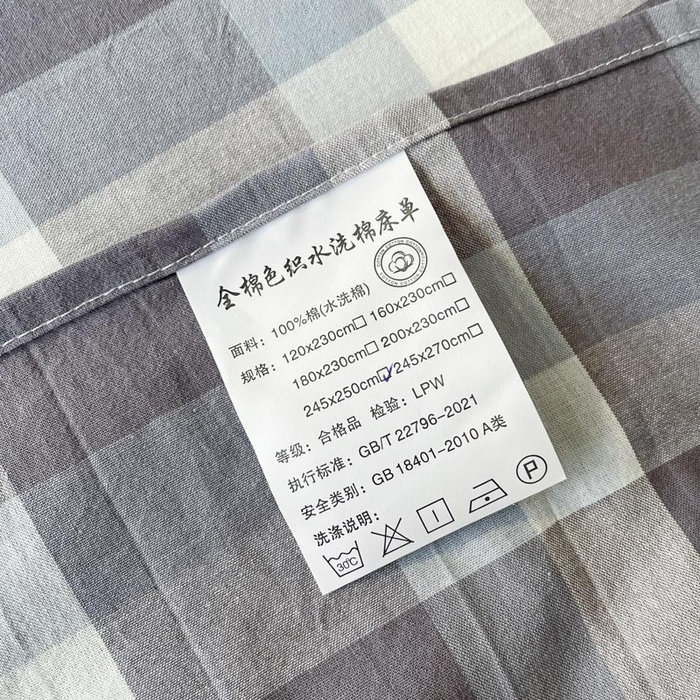 全棉色织水洗棉床单
面料：100%棉(水洗棉)
规格：120x230cm□ 160x230cm□
180x230cm□ 200x230cm□
245x250cm☑ 245x270cm□
等级：合格品 检验：LPW
执行标准：GB/T 22796-2021
安全类别：GB 18401-2010 A类
洗涤说明：
30℃
P